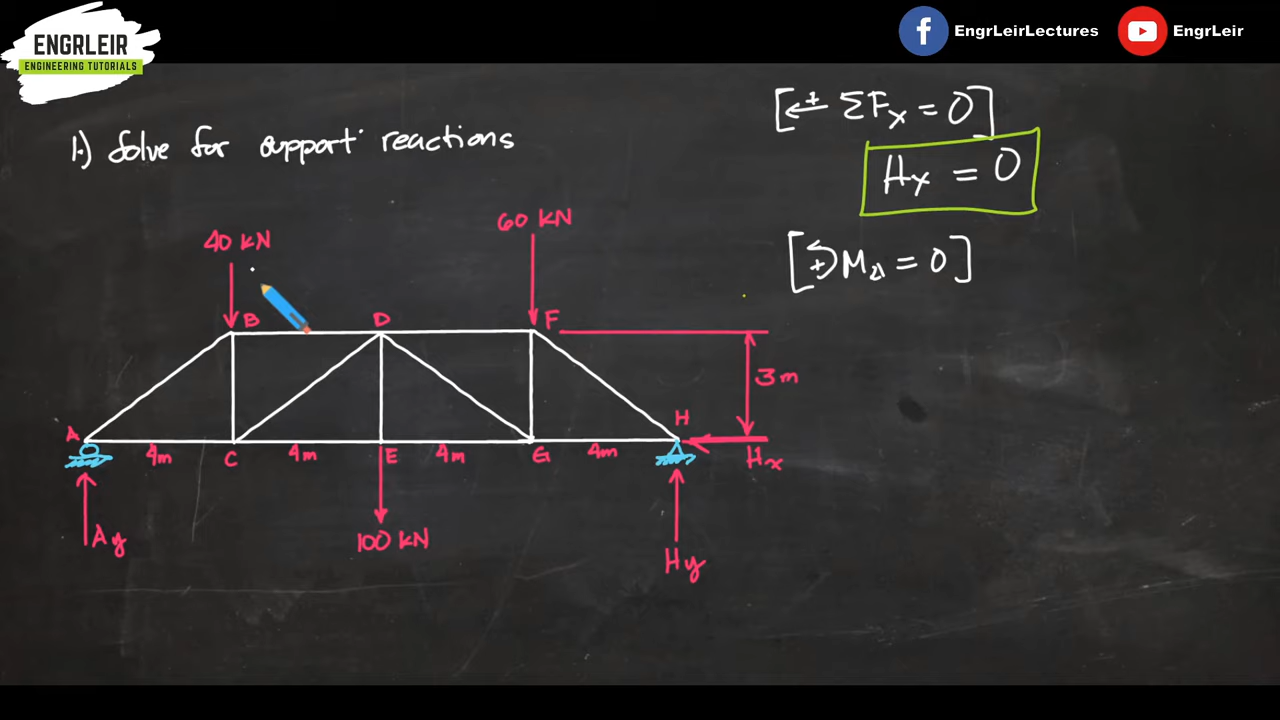 ENGRLEIR
ENGINEERING TUTORIALS
EngrLeirLectures
EngrLeir
1.) Solve for support reactions
[←+ ΣFx = 0]
Hx = 0
[↺+ MA = 0]
40 KN
60 KN
B
D
F
3m
A
H
4m
C
4m
E
4m
G
4m
Hx
Ay
100 KN
Hy